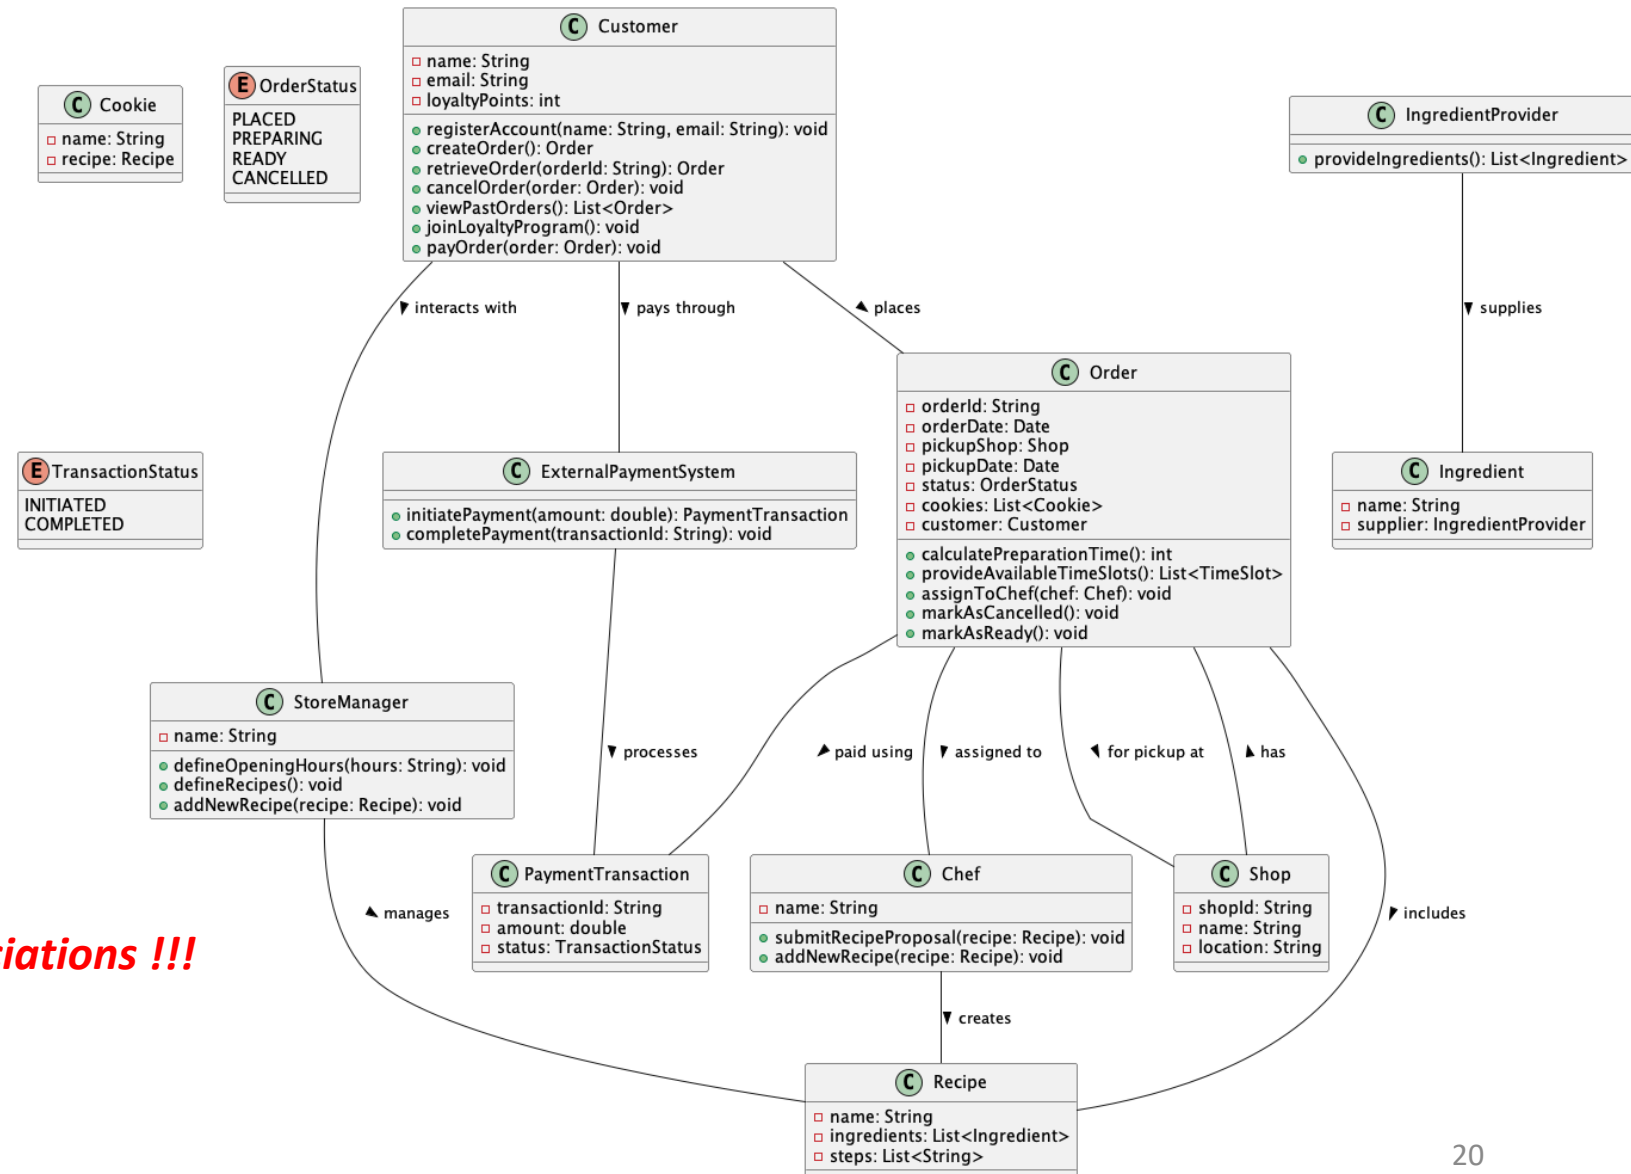 C Customer
name: String
email: String
loyaltyPoints: int
registerAccount(name: String, email: String): void
createOrder(): Order
retrieveOrder(orderId: String): Order
cancelOrder(order: Order): void
viewPastOrders(): List<Order>
joinLoyaltyProgram(): void
payOrder(order: Order): void
C Cookie
name: String
recipe: Recipe
E OrderStatus
PLACED
PREPARING
READY
CANCELLED
C IngredientProvider
provideIngredients(): List<Ingredient>
interacts with
pays through
places
supplies
C Order
orderId: String
orderDate: Date
pickupShop: Shop
pickupDate: Date
status: OrderStatus
cookies: List<Cookie>
customer: Customer
calculatePreparationTime(): int
provideAvailableTimeSlots(): List<TimeSlot>
assignToChef(chef: Chef): void
markAsCancelled(): void
markAsReady(): void
E TransactionStatus
INITIATED
COMPLETED
C ExternalPaymentSystem
initiatePayment(amount: double): PaymentTransaction
completePayment(transactionId: String): void
C Ingredient
name: String
supplier: IngredientProvider
C StoreManager
name: String
defineOpeningHours(hours: String): void
defineRecipes(): void
addNewRecipe(recipe: Recipe): void
processes
paid using
assigned to
for pickup at
has
C PaymentTransaction
transactionId: String
amount: double
status: TransactionStatus
C Chef
name: String
submitRecipeProposal(recipe: Recipe): void
addNewRecipe(recipe: Recipe): void
C Shop
shopId: String
name: String
location: String
manages
includes
iations !!!
creates
C Recipe
name: String
ingredients: List<Ingredient>
steps: List<String>
20